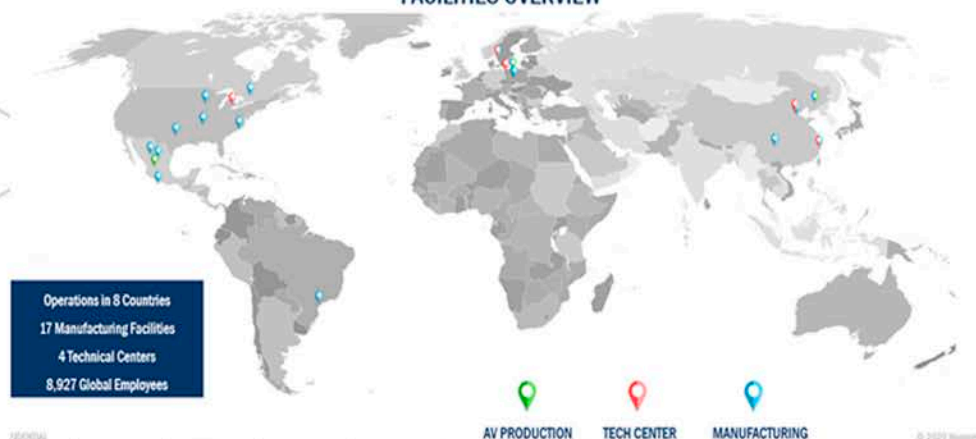 FACILITIES OVERVIEW
Operations in 8 Countries
17 Manufacturing Facilities
4 Technical Centers
8,927 Global Employees
AV PRODUCTION
TECH CENTER
MANUFACTURING
© 2020